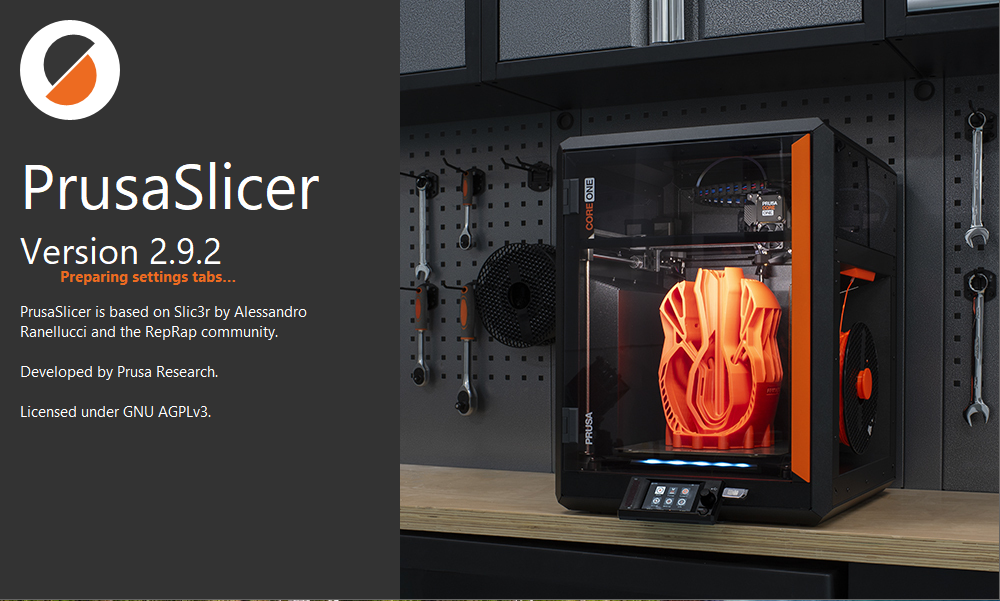 PrusaSlicer
Version 2.9.2
Preparing settings tabs...
PrusaSlicer is based on Slic3r by Alessandro
Ranellucci and the RepRap community.
Developed by Prusa Research.
Licensed under GNU AGPLv3.
CORE ONE
PRUSA
CORE
ONE
PRUSA